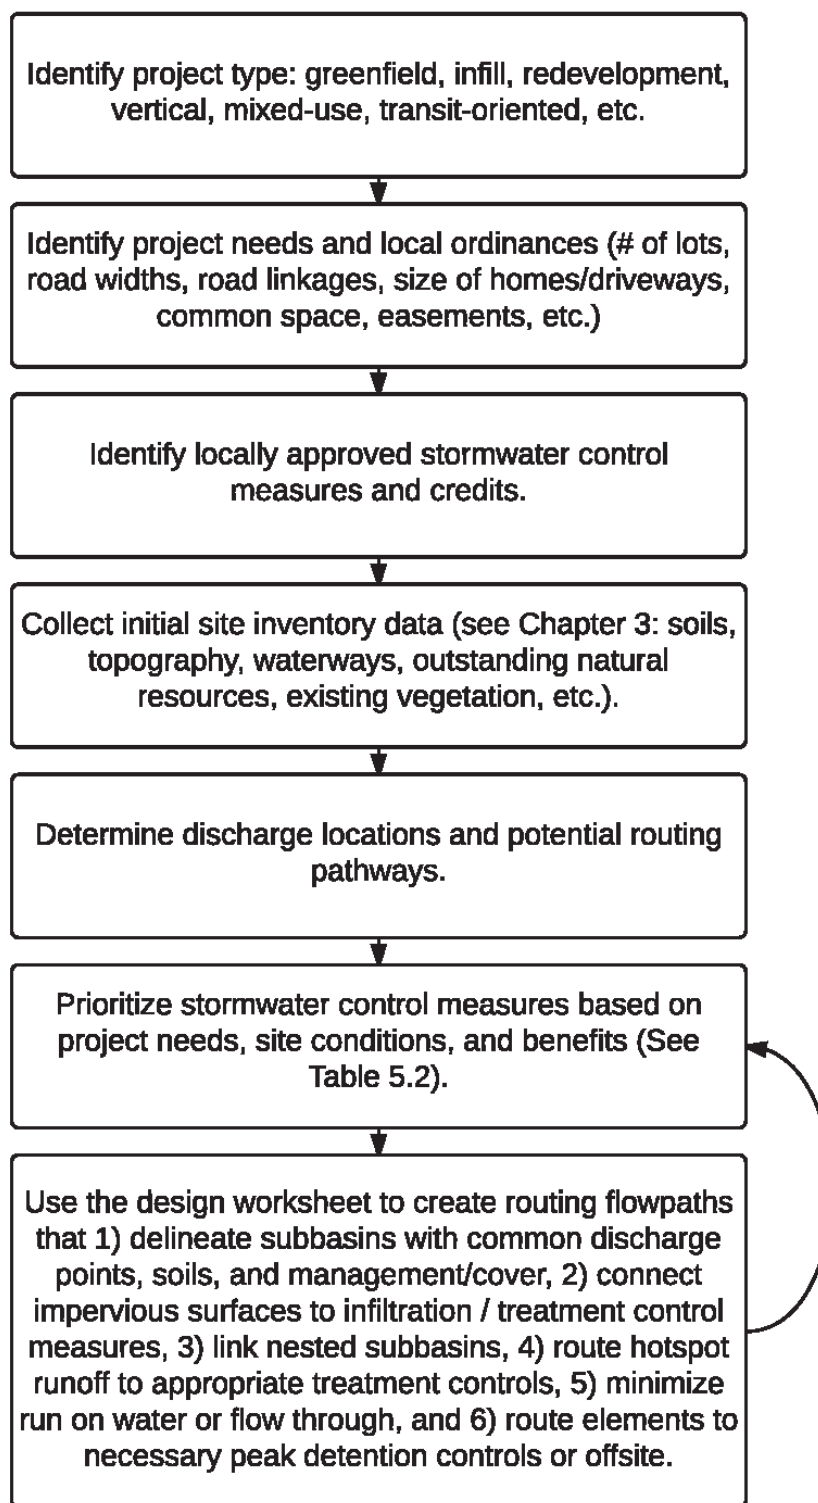 Identify project type: greenfield, infill, redevelopment,
vertical, mixed-use, transit-oriented, etc.
Identify project needs and local ordinances (# of lots,
road widths, road linkages, size of homes/driveways,
common space, easements, etc.)
Identify locally approved stormwater control
measures and credits.
Collect initial site inventory data (see Chapter 3: soils,
topography, waterways, outstanding natural
resources, existing vegetation, etc.).
Determine discharge locations and potential routing
pathways.
Prioritize stormwater control measures based on
project needs, site conditions, and benefits (See
Table 5.2).
Use the design worksheet to create routing flowpaths
that 1) delineate subbasins with common discharge
points, soils, and management/cover, 2) connect
impervious surfaces to infiltration / treatment control
measures, 3) link nested subbasins, 4) route hotspot
runoff to appropriate treatment controls, 5) minimize
run on water or flow through, and 6) route elements to
necessary peak detention controls or offsite.